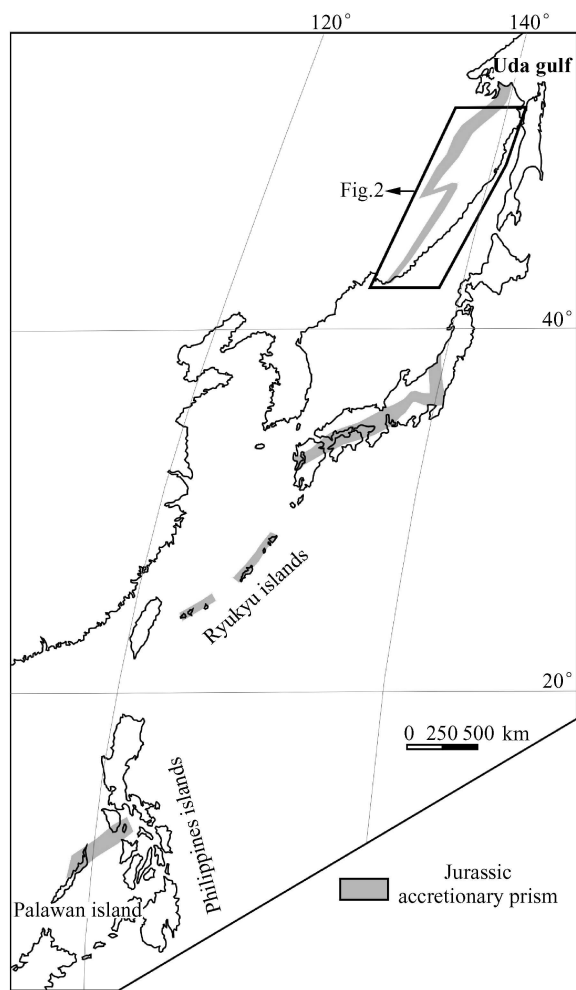 120°
140°
Uda gulf
Fig.2
40°
Ryukyu islands
20°
0 250 500 km
Philippines islands
Jurassic
accretionary prism
Palawan island